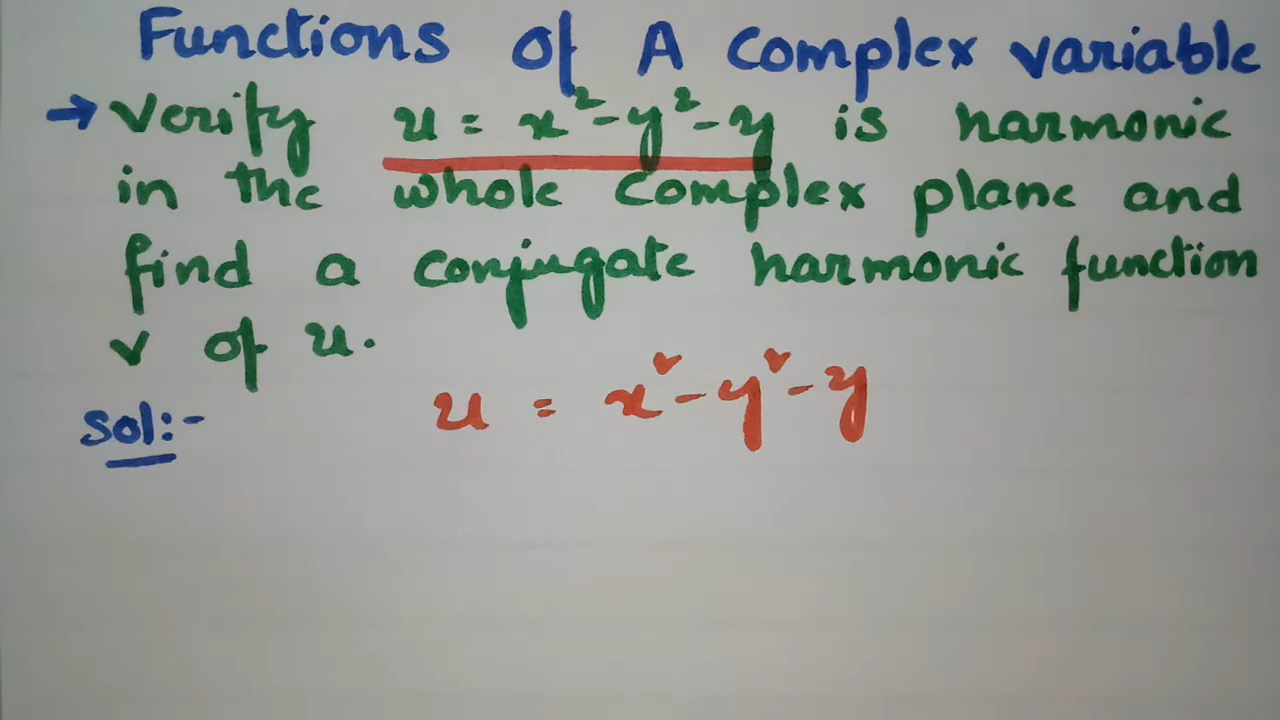 Functions of A Complex variable
→ Verify u = x² - y² - y is harmonic
in the whole complex plane and
find a conjugate harmonic function
v of u.
Sol:- u = x² - y² - y